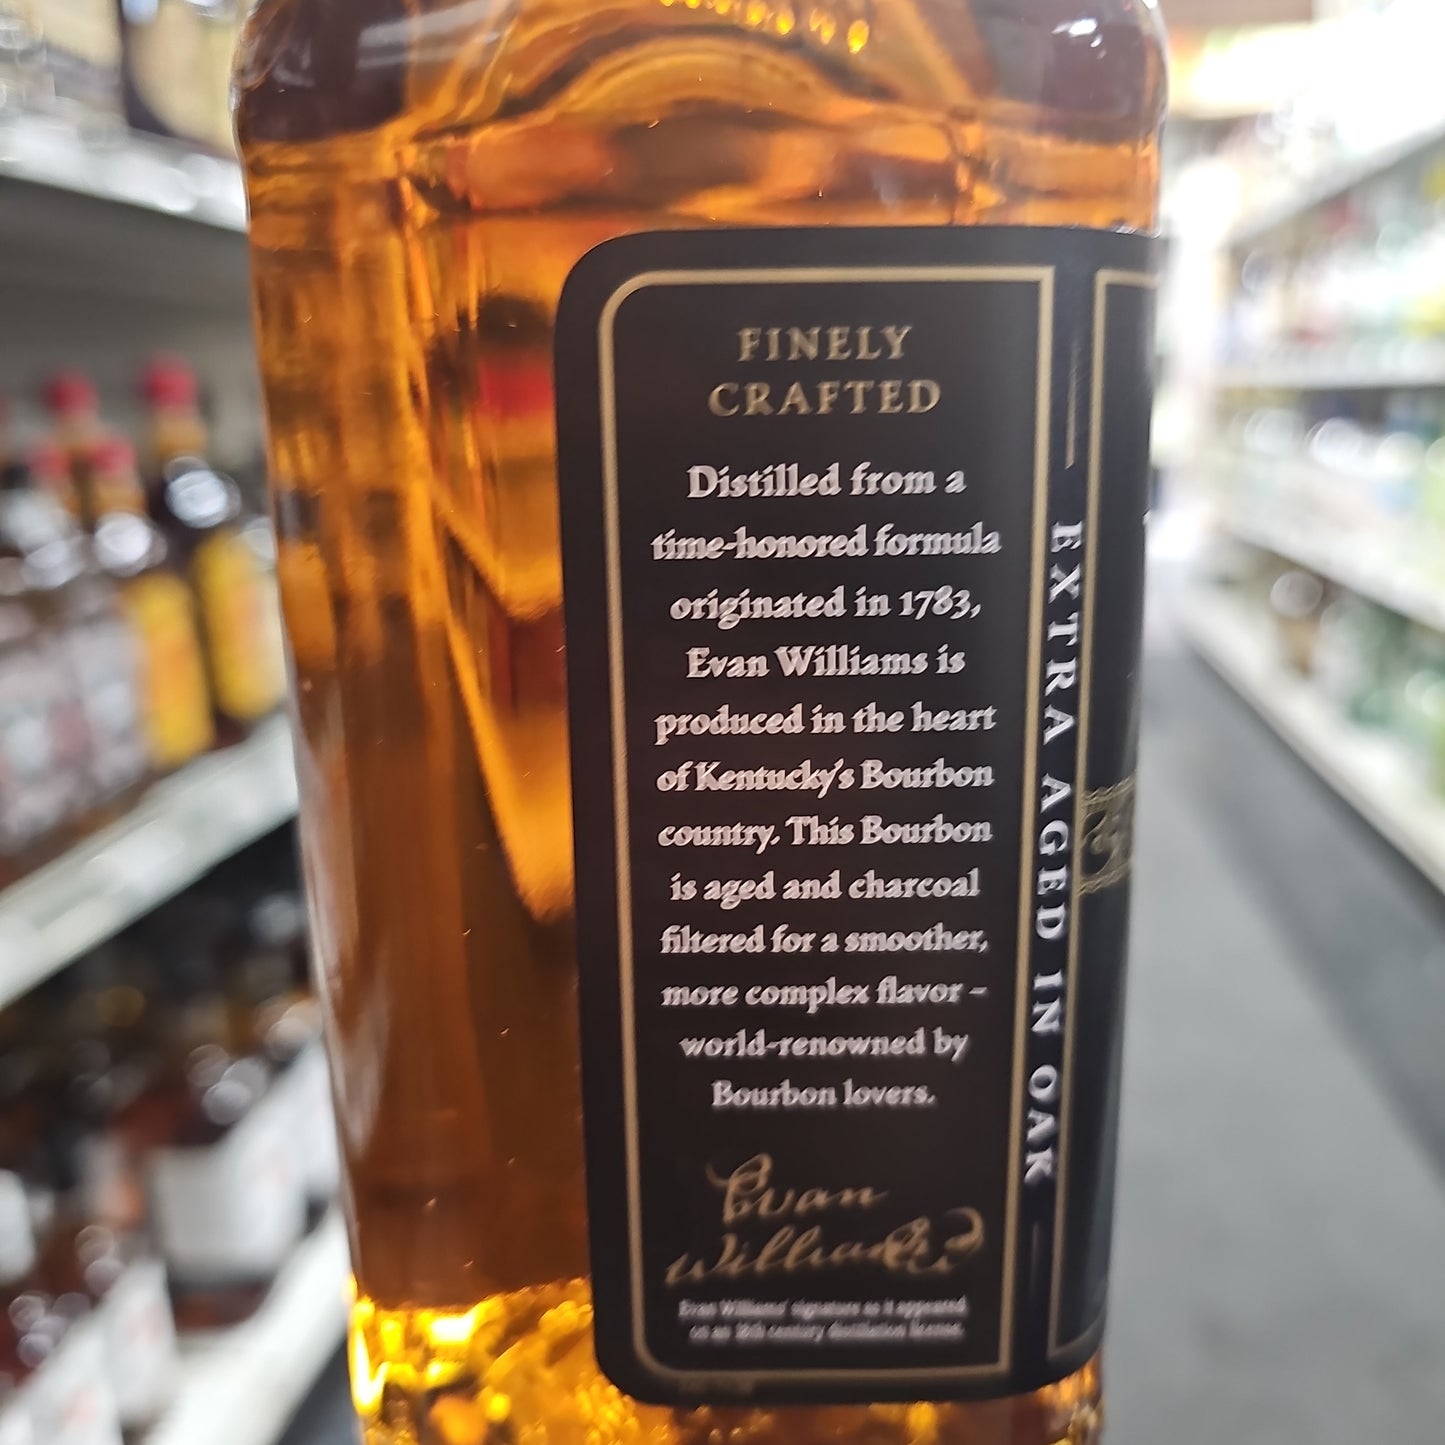 FINELY
CRAFTED
Distilled from a
time-honored formula
originated in 1783,
Evan Williams is
produced in the heart
of Kentucky's Bourbon
country. This Bourbon
is aged and charcoal
filtered for a smoother,
more complex flavor –
world-renowned by
Bourbon lovers.
Evan
Williams
Evan Williams' signature as it appeared
on an 18th century distillation license.
EXTRA AGED IN OAK